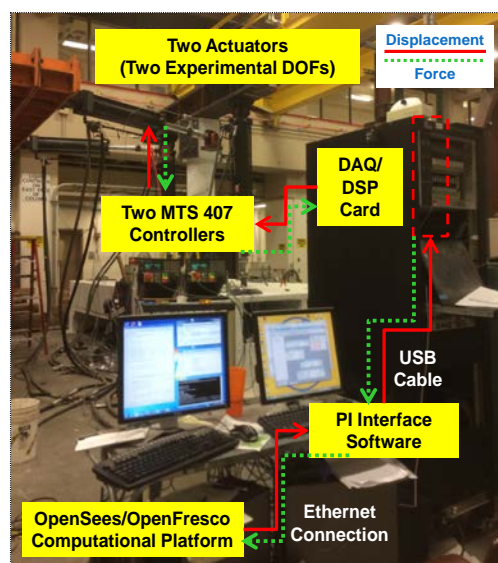 Two Actuators
(Two Experimental DOFs)
Displacement
Force
DAQ/
DSP
Card
Two MTS 407
Controllers
USB
Cable
PI Interface
Software
OpenSees/OpenFresco
Computational Platform
Ethernet
Connection